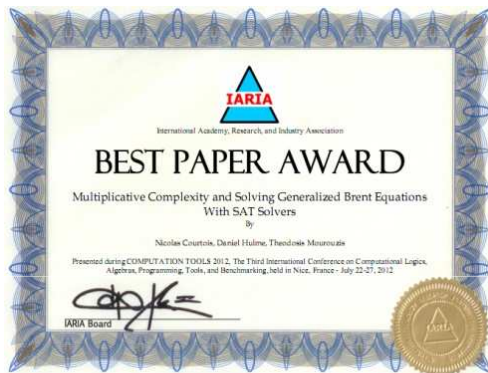 IARIA
International Academy, Research, and Industry Association
BEST PAPER AWARD
Multiplicative Complexity and Solving Generalized Brent Equations
With SAT Solvers
By
Nicolas Courtois, Daniel Hulme, Theodosis Mourouzis
Presented during COMPUTATION TOOLS 2012, The Third International Conference on Computational Logics,
Algebras, Programming, Tools, and Benchmarking, held in Nice, France - July 22-27, 2012
IARIA Board
IARIA